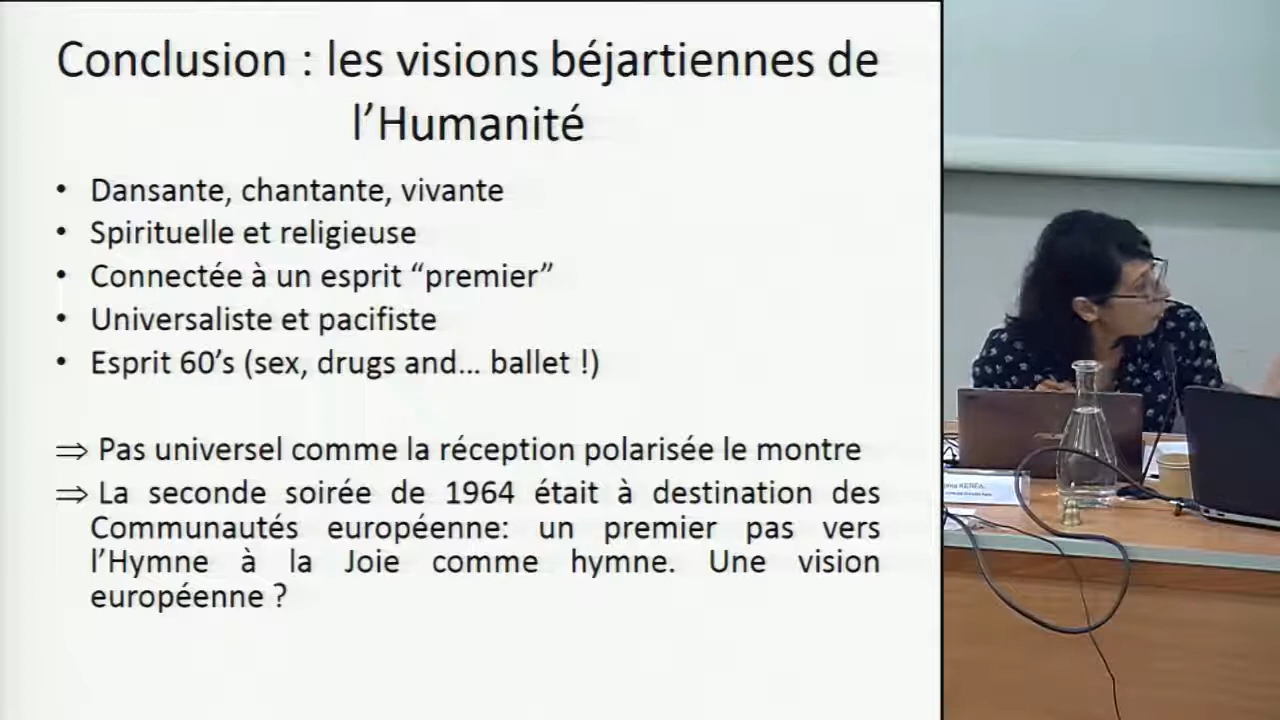 Conclusion : les visions béjartiennes de
l’Humanité
• Dansante, chantante, vivante
• Spirituelle et religieuse
• Connectée à un esprit “premier”
• Universaliste et pacifiste
• Esprit 60’s (sex, drugs and... ballet !)
⇒ Pas universel comme la réception polarisée le montre
⇒ La seconde soirée de 1964 était à destination des
Communautés européenne: un premier pas vers
l’Hymne à la Joie comme hymne. Une vision
européenne ?